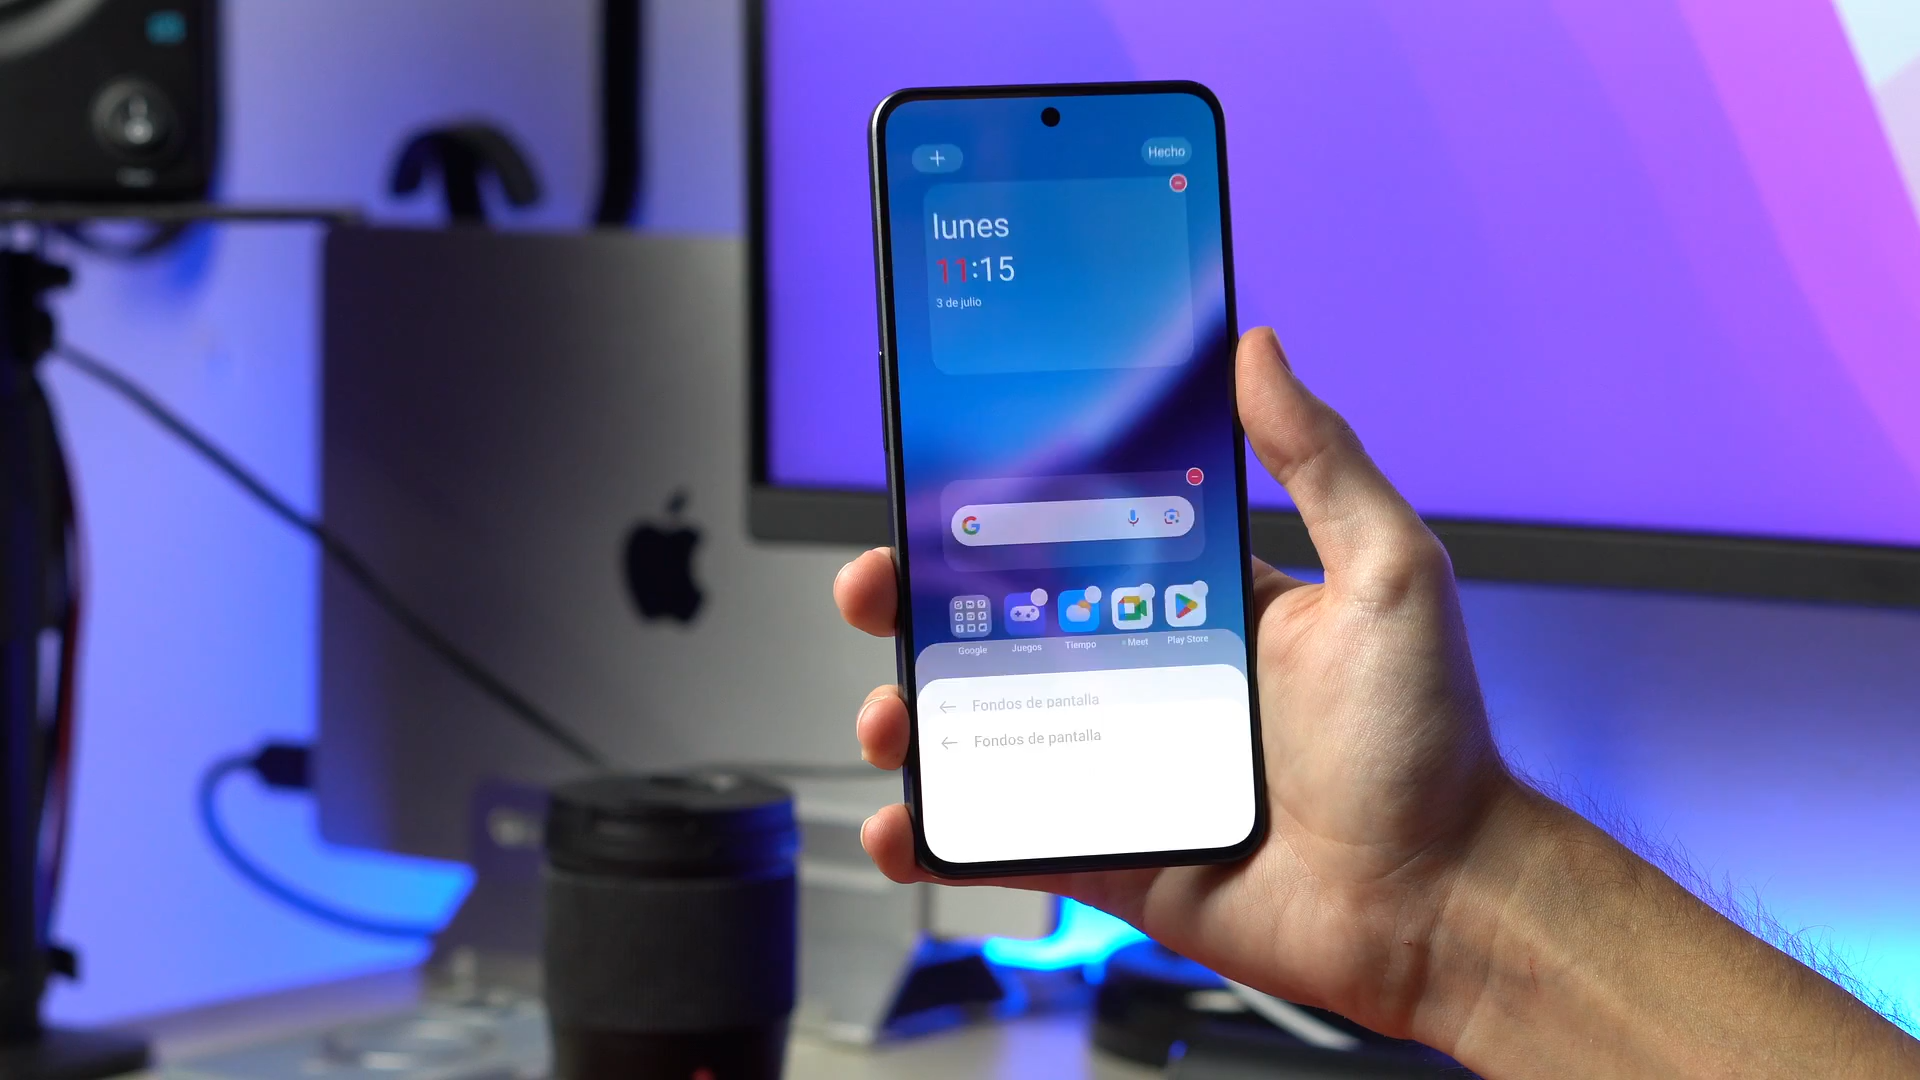 +
Hecho
lunes
11:15
3 de julio
Google
Juegos
Tiempo
Meet
Play Store
← Fondos de pantalla
← Fondos de pantalla